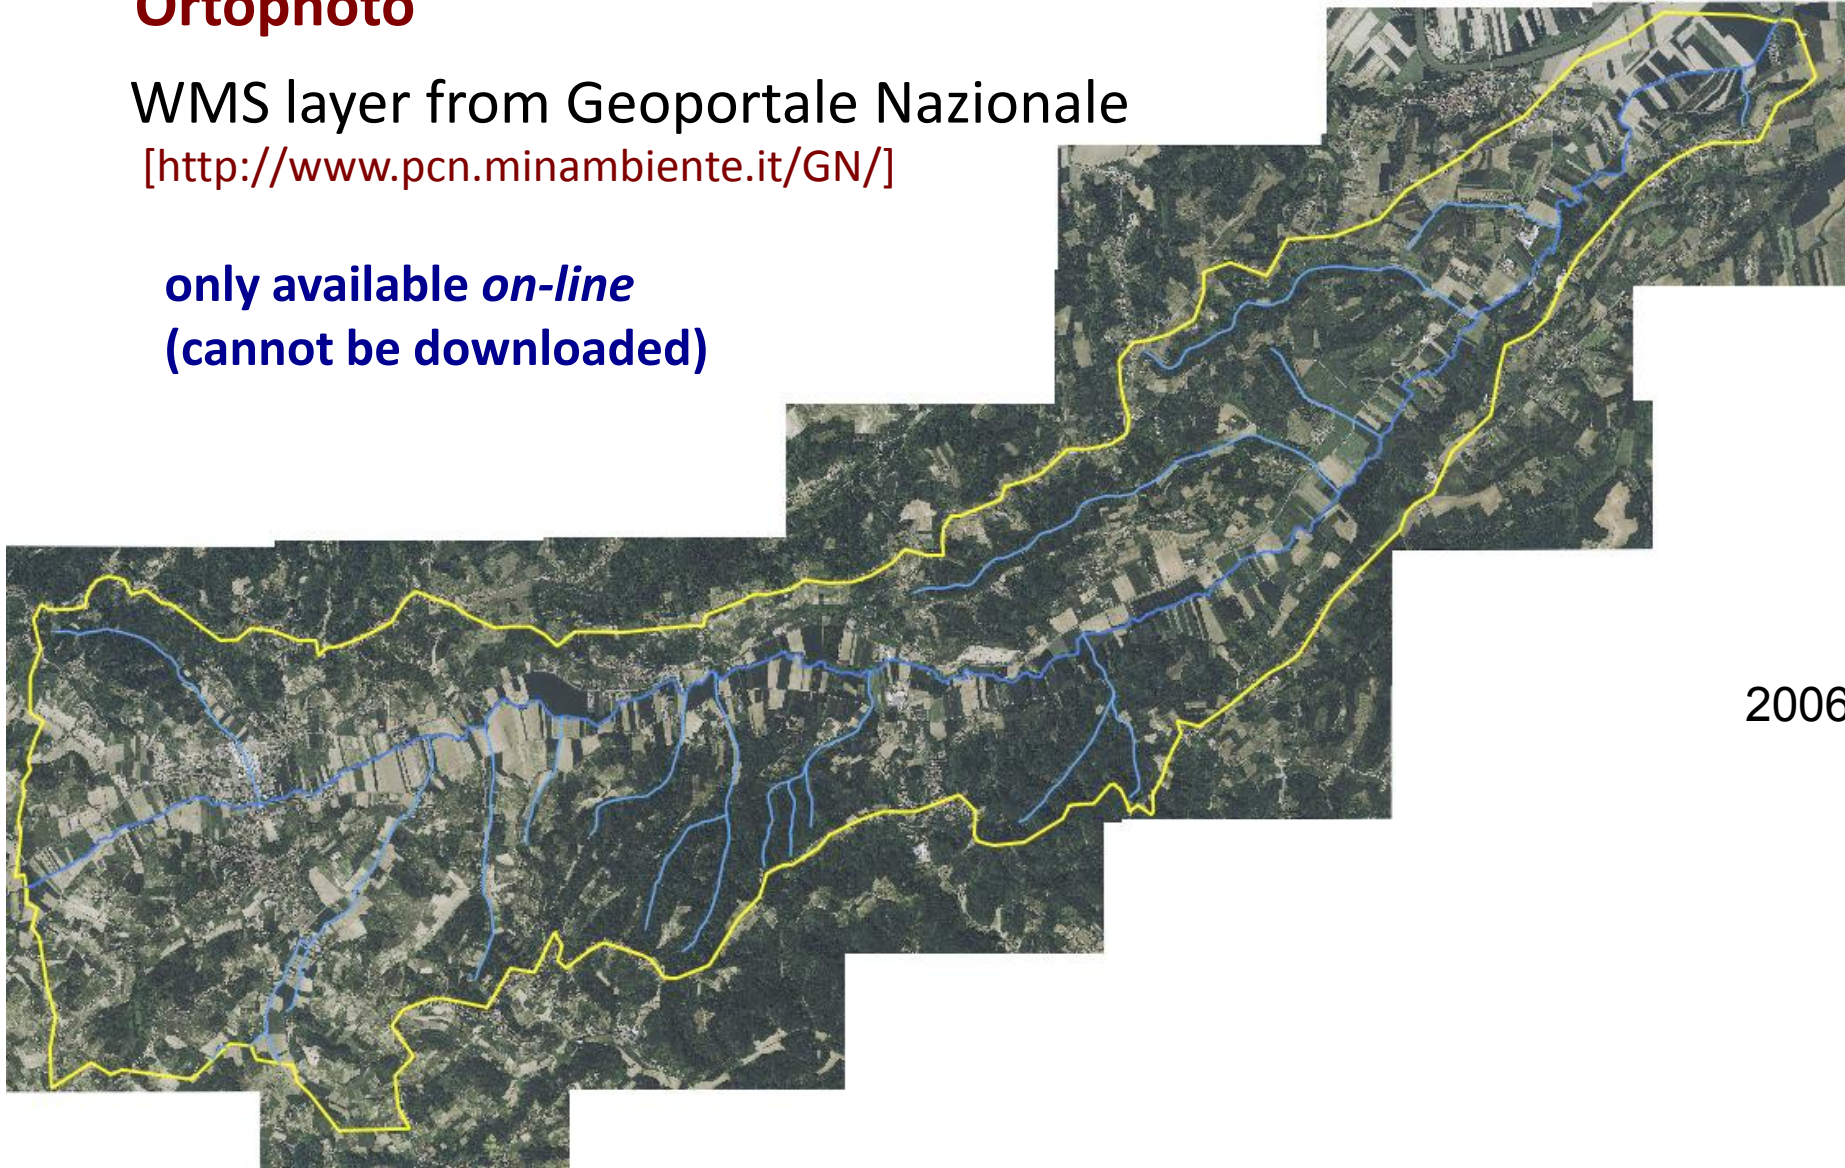 Ortophoto
WMS layer from Geoportale Nazionale
[http://www.pcn.minambiente.it/GN/]
only available on-line
(cannot be downloaded)
2006